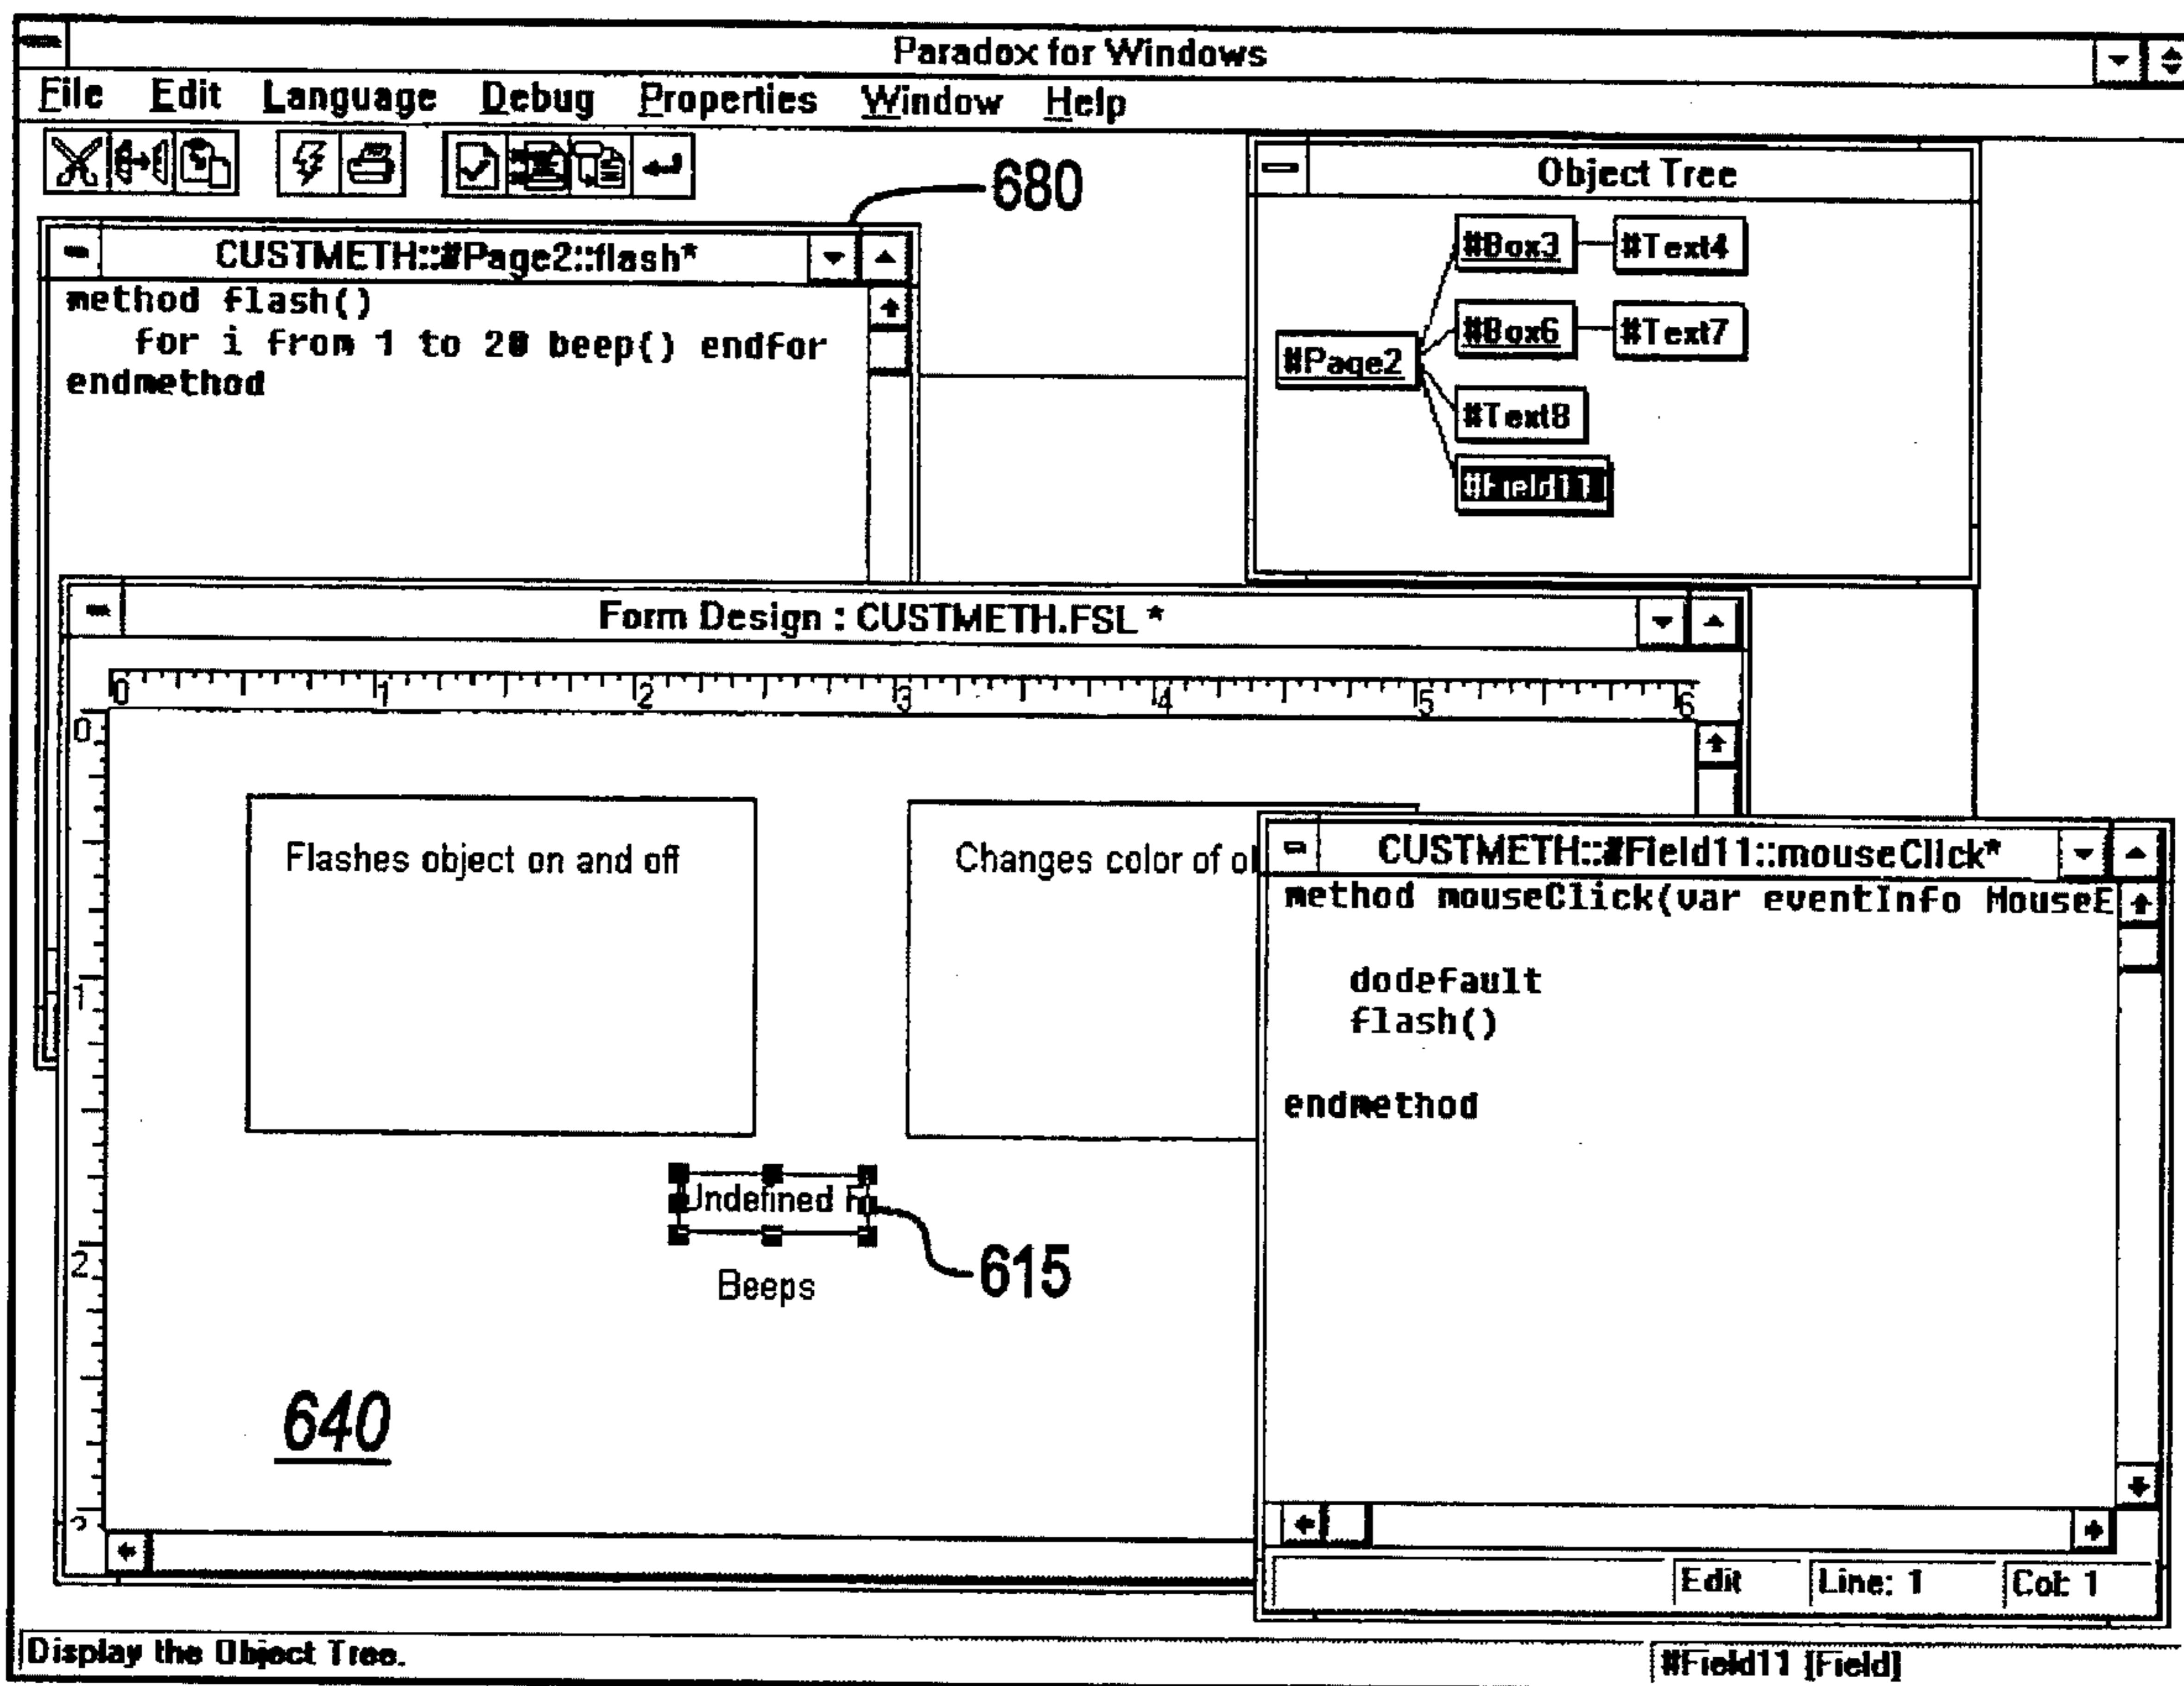 Paradox for Windows
File Edit Language Debug Properties Window Help
680
CUSTMETH::#Page2::flash*
method flash()
for i from 1 to 20 beep() endfor
endmethod
Object Tree
#Box3 #Text4
#Box6 #Text7
#Page2
#Text8
#Field11
Form Design : CUSTMETH.FSL *
0 1 2 3 4 5 6
0
Flashes object on and off
Changes color of ol
1
Undefined
615
2
Beeps
640
CUSTMETH::#Field11::mouseClick*
method mouseClick(var eventInfo MouseE
dodefault
flash()
endmethod
Edit Line: 1 Col: 1
Display the Object Tree.
#Field11 [Field]